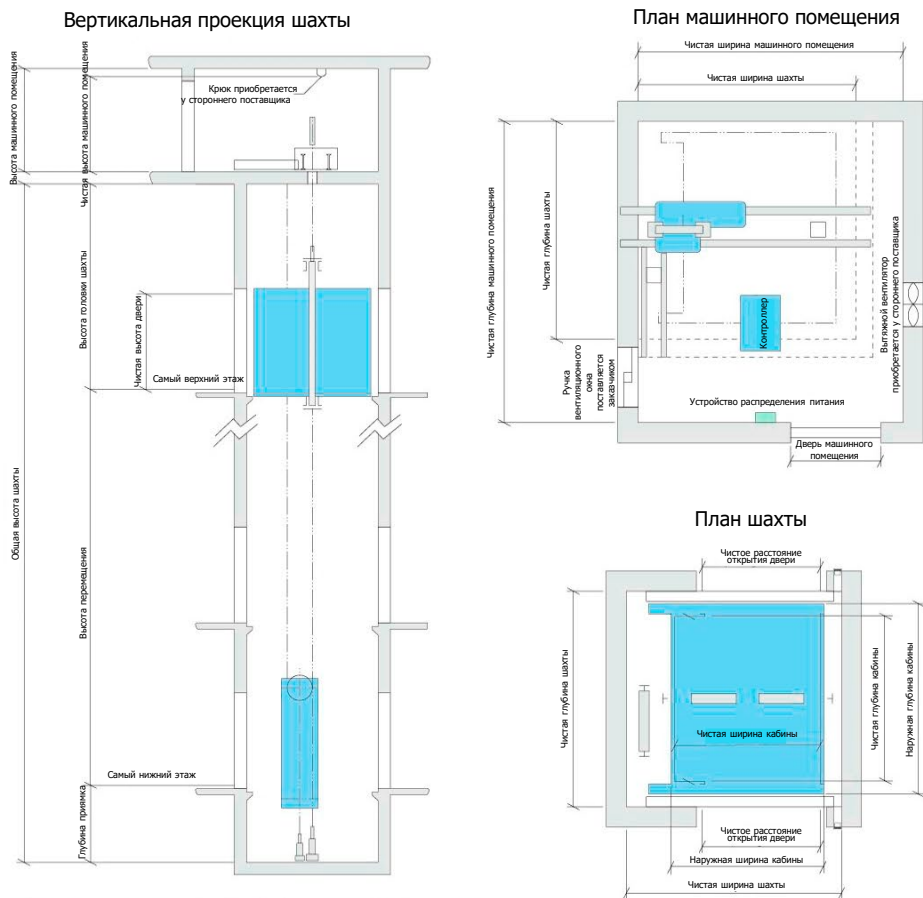 Вертикальная проекция шахты
Высота машинного помещения
Чистая высота машинного помещения
Крюк приобретается
у стороннего поставщика
Высота головки шахты
Чистая высота двери
Самый верхний этаж
Общая высота шахты
Высота перемещения
Самый нижний этаж
Глубина приямка
План машинного помещения
Чистая ширина машинного помещения
Чистая ширина шахты
Чистая глубина машинного помещения
Чистая глубина шахты
Контроллер
Вытяжной вентилятор
приобретается у стороннего поставщика
Ручка
вентиляционного
окна
поставляется
заказчиком
Устройство распределения питания
Дверь машинного
помещения
План шахты
Чистое расстояние
открытия двери
Чистая глубина шахты
Чистая ширина кабины
Чистая глубина кабины
Наружная глубина кабины
Чистое расстояние
открытия двери
Наружная ширина кабины
Чистая ширина шахты